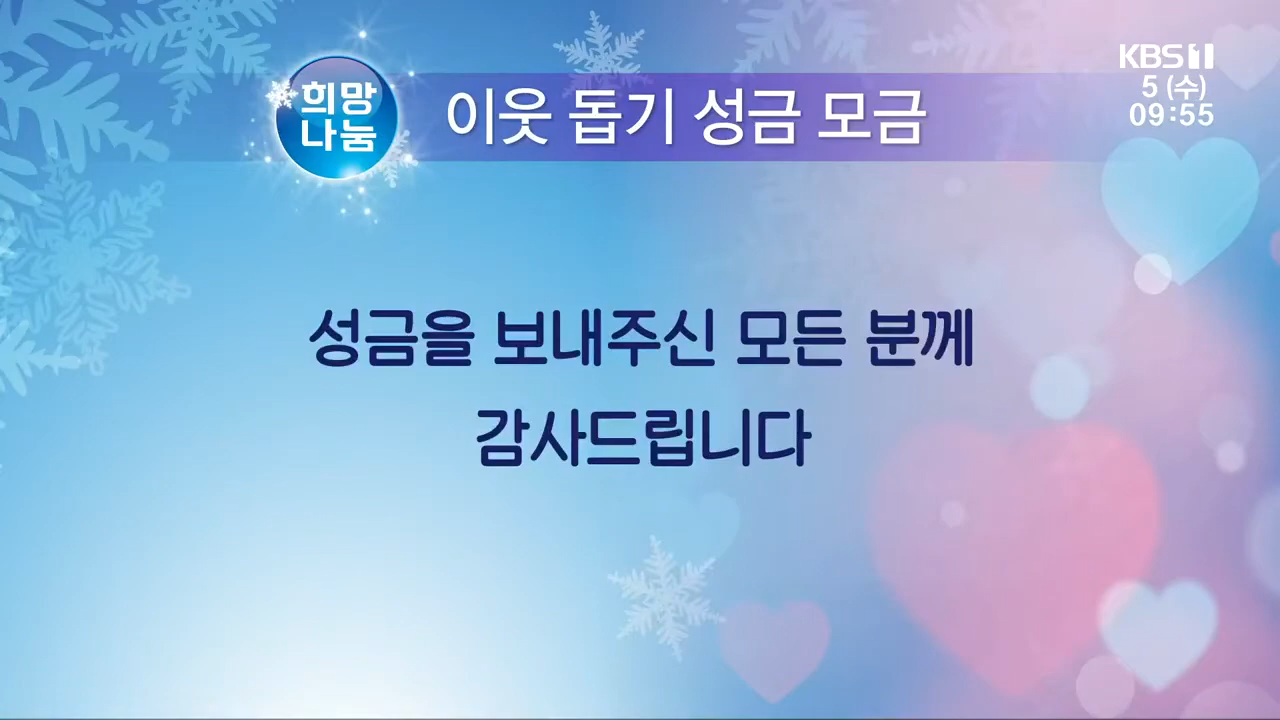 희망
나눔
이웃 돕기 성금 모금
KBS1
5 (수)
09:55
성금을 보내주신 모든 분께
감사드립니다